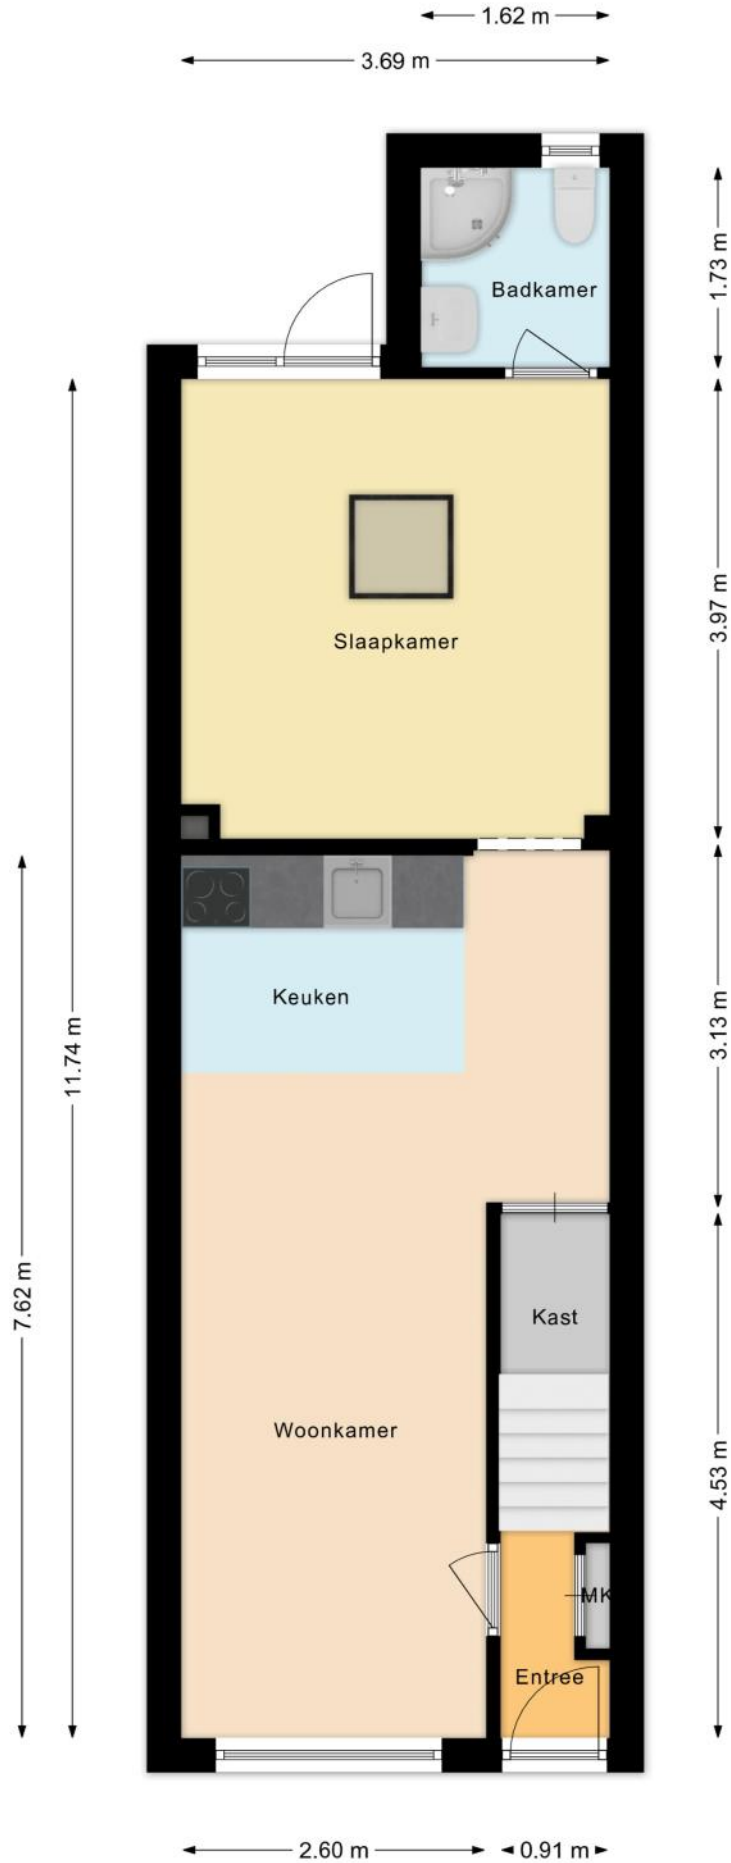 1.62 m
3.69 m
1.73 m
Badkamer
3.97 m
Slaapkamer
Keuken
3.13 m
11.74 m
7.62 m
Kast
Woonkamer
4.53 m
MK
Entree
2.60 m
0.91 m